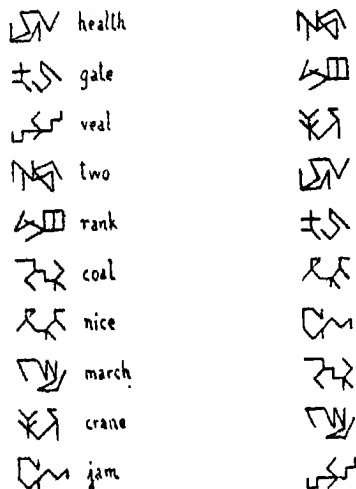 health
gate
veal
two
rank
coal
nice
march
crane
jam